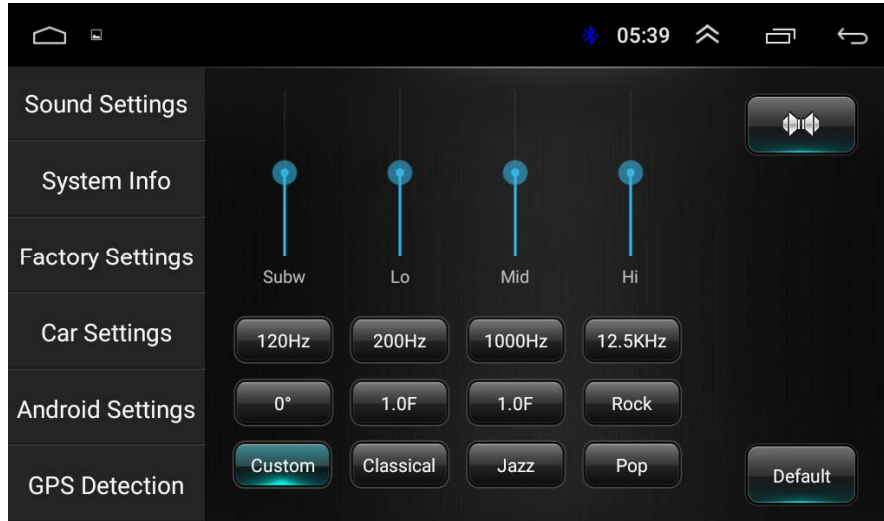 05:39
Sound Settings
System Info
Factory Settings
Car Settings
Android Settings
GPS Detection
Subw Lo Mid Hi
120Hz 200Hz 1000Hz 12.5KHz
0° 1.0F 1.0F Rock
Custom Classical Jazz Pop
Default